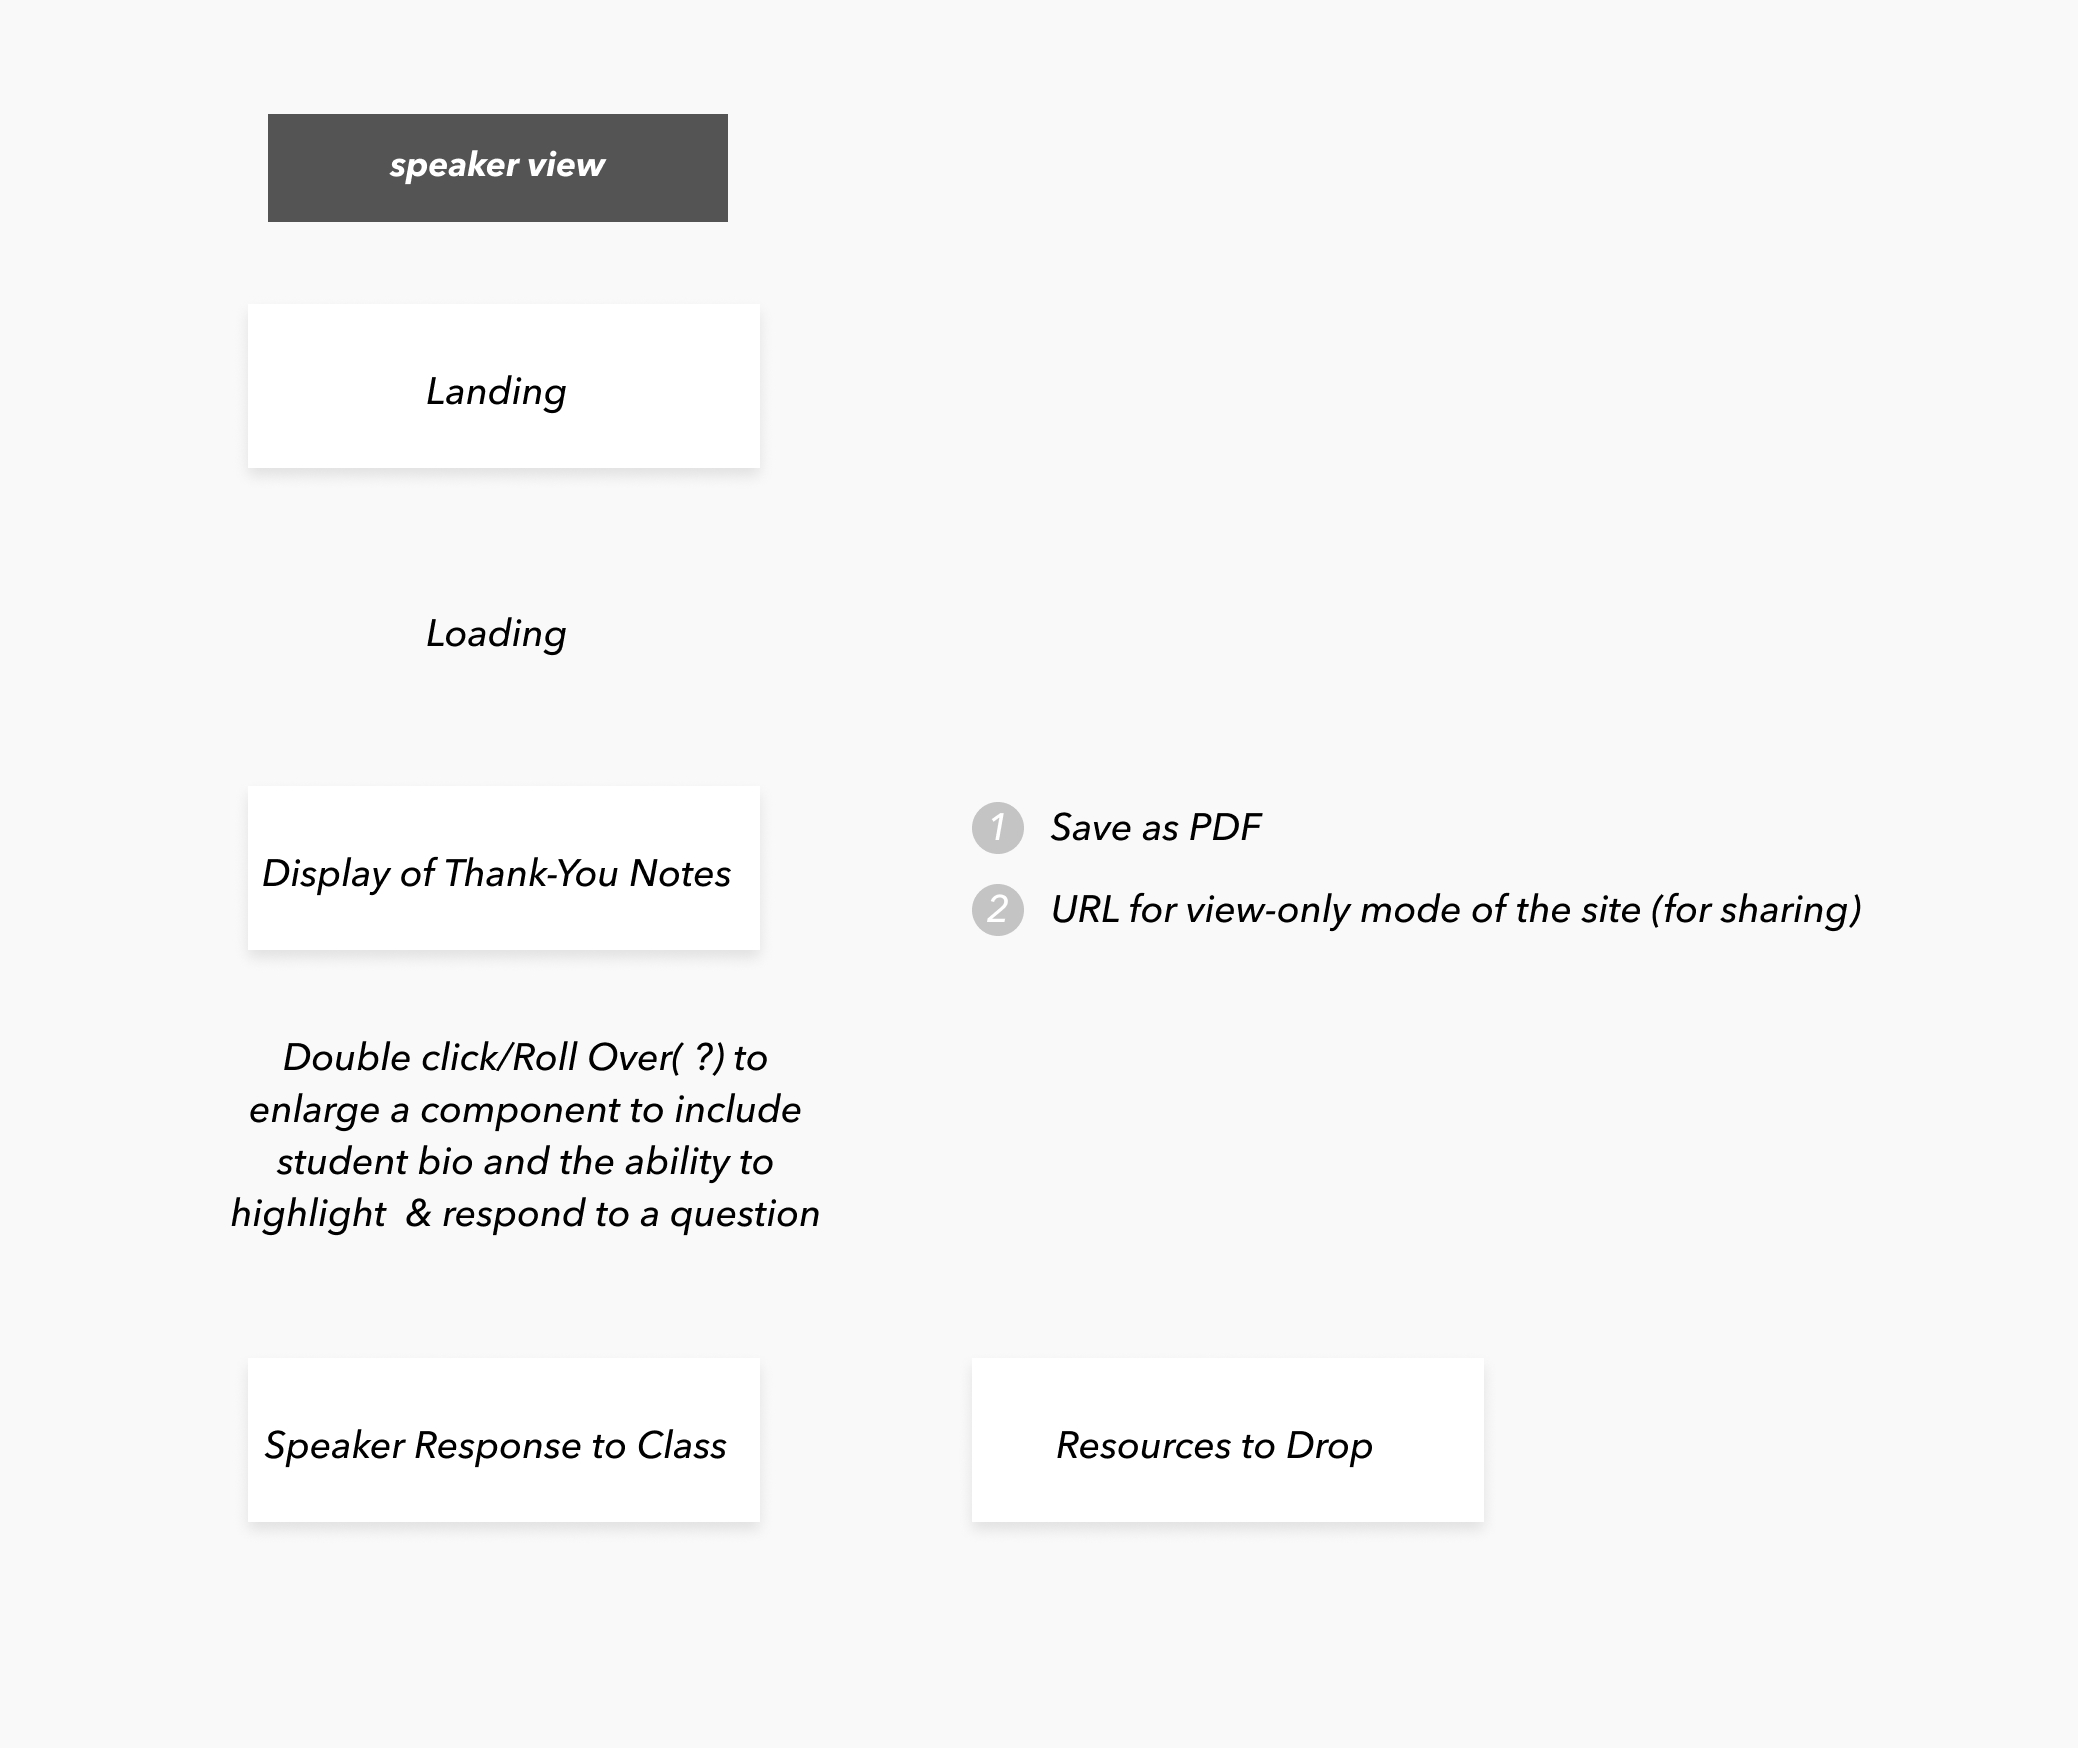 speaker view
Landing
Loading
Display of Thank-You Notes
1 Save as PDF
2 URL for view-only mode of the site (for sharing)
Double click/Roll Over( ?) to
enlarge a component to include
student bio and the ability to
highlight  & respond to a question
Speaker Response to Class
Resources to Drop